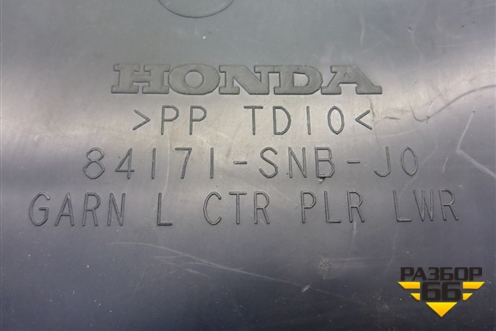 HONDA
>PP TD10<
84171-SNB-J0
GARN L CTR PLR LWR
РАЗБОР
66